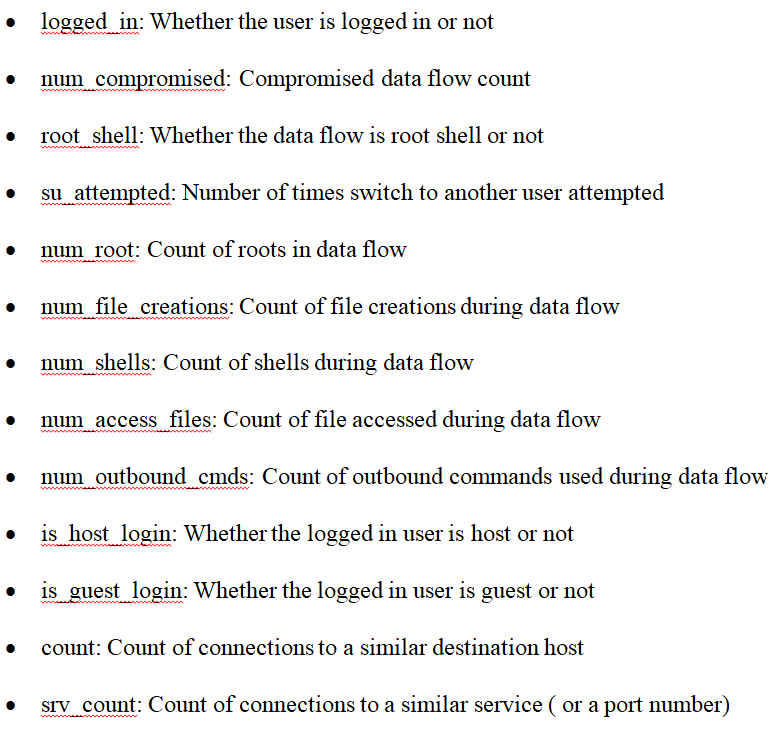 • logged_in: Whether the user is logged in or not
• num_compromised: Compromised data flow count
• root_shell: Whether the data flow is root shell or not
• su_attempted: Number of times switch to another user attempted
• num_root: Count of roots in data flow
• num_file_creations: Count of file creations during data flow
• num_shells: Count of shells during data flow
• num_access_files: Count of file accessed during data flow
• num_outbound_cmds: Count of outbound commands used during data flow
• is_host_login: Whether the logged in user is host or not
• is_guest_login: Whether the logged in user is guest or not
• count: Count of connections to a similar destination host
• srv_count: Count of connections to a similar service ( or a port number)